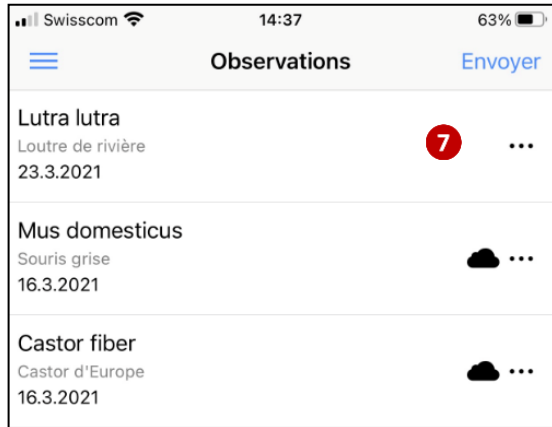 Swisscom 14:37 63%
Observations Envoyer
Lutra lutra
Loutre de rivière
23.3.2021
7 ...
Mus domesticus
Souris grise
16.3.2021
...
Castor fiber
Castor d'Europe
16.3.2021
...